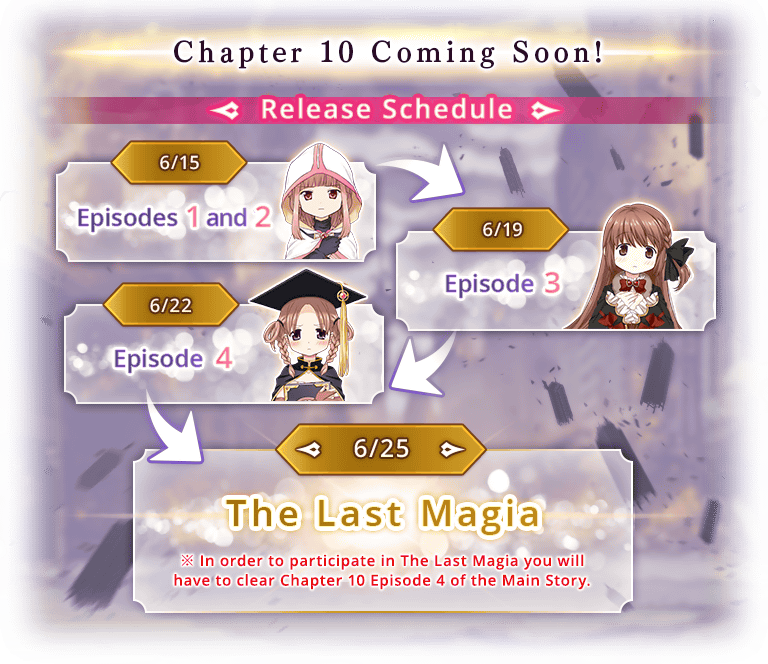 Chapter 10 Coming Soon!
Release Schedule
6/15
Episodes 1 and 2
6/19
Episode 3
6/22
Episode 4
6/25
The Last Magia
※ In order to participate in The Last Magia you will
have to clear Chapter 10 Episode 4 of the Main Story.